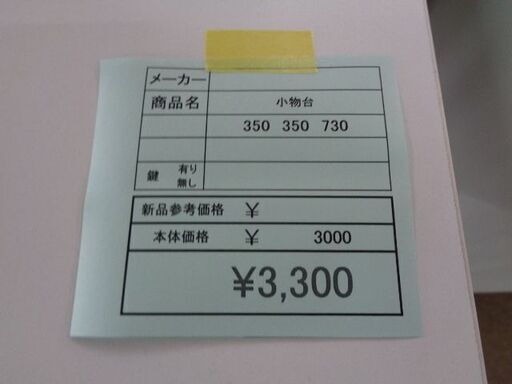 メーカー
商品名 小物台
350 350 730
鍵 有り 無し
新品参考価格 ¥
本体価格 ¥ 3000
¥3,300